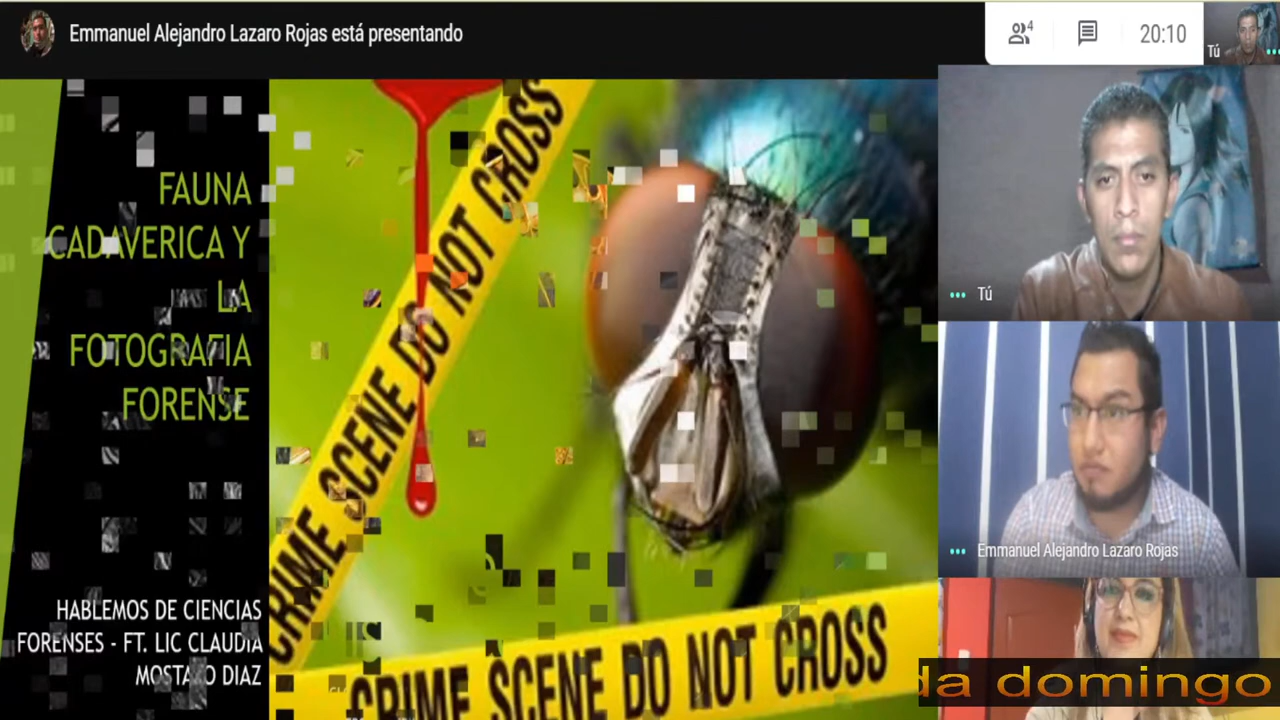 Emmanuel Alejandro Lazaro Rojas está presentando
4
20:10
Tú
FAUNA
CADAVERICA Y
LA
FOTOGRAFIA
FORENSE
HABLEMOS DE CIENCIAS
FORENSES - FT. LIC CLAUDIA
DIAZ
CRIME SCENE DO NOT CROSS
CRIME SCENE DO NOT CROSS
Tú
Emmanuel Alejandro Lazaro Rojas
da domingo